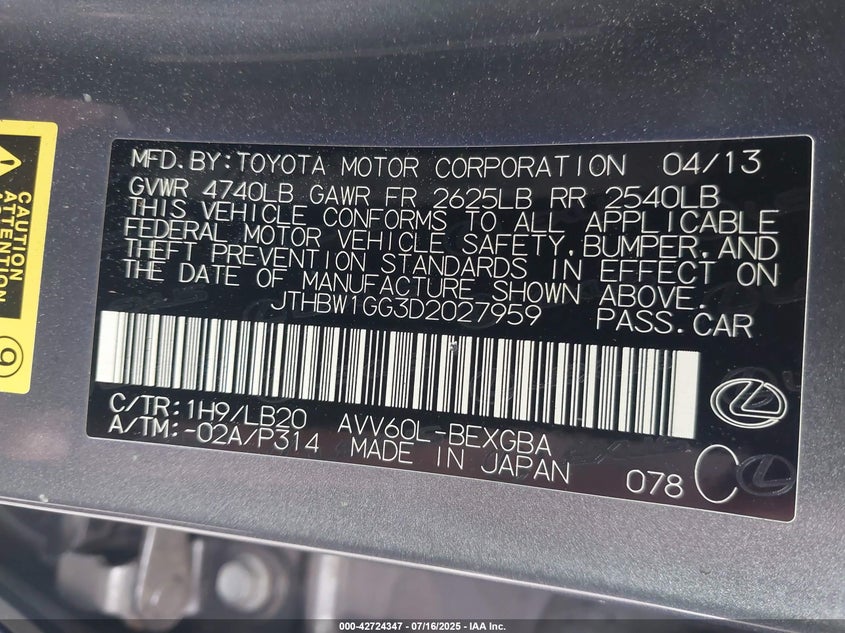 CAUTION
ATTENTION
9
MFD.BY:TOYOTA MOTOR CORPORATION 04/13
GVWR 4740LB GAWR FR 2625LB RR 2540LB
THIS VEHICLE CONFORMS TO ALL APPLICABLE
FEDERAL MOTOR VEHICLE SAFETY,BUMPER,AND
THEFT PREVENTION STANDARDS IN EFFECT ON
THE DATE OF MANUFACTURE SHOWN ABOVE.
JTHBW1GG3D2027959 PASS.CAR
C/TR:1H9/LB20 AVV60L-BEXGBA
A/TM:-02A/P314 MADE IN JAPAN
078 C
000-42724347 - 07/16/2025 - IAA Inc.